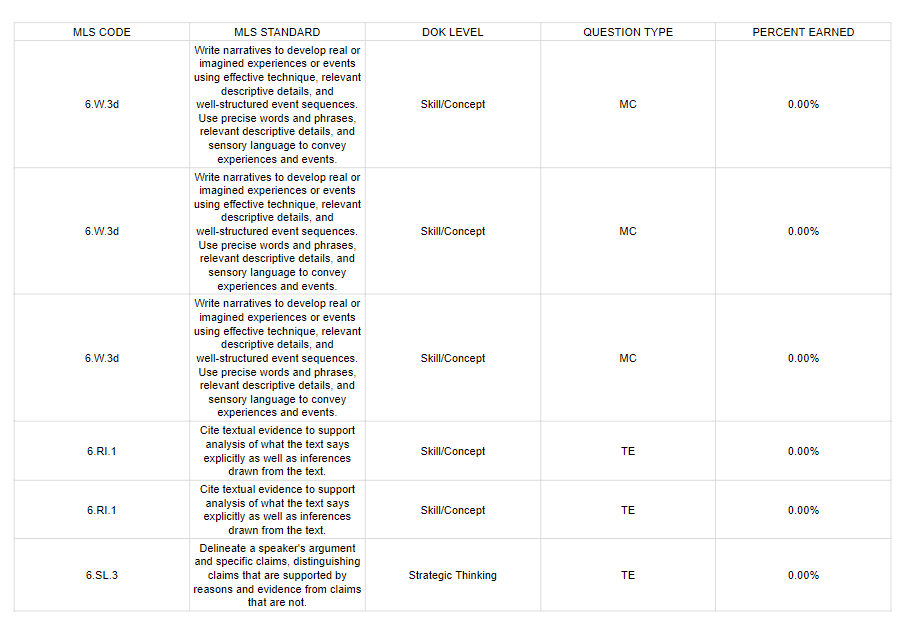 MLS CODE MLS STANDARD DOK LEVEL QUESTION TYPE PERCENT EARNED
Write narratives to develop real or
imagined experiences or events
using effective technique, relevant
descriptive details, and
6.W.3d well-structured event sequences. Skill/Concept MC 0.00%
Use precise words and phrases,
relevant descriptive details, and
sensory language to convey
experiences and events.
Write narratives to develop real or
imagined experiences or events
using effective technique, relevant
descriptive details, and
6.W.3d well-structured event sequences. Skill/Concept MC 0.00%
Use precise words and phrases,
relevant descriptive details, and
sensory language to convey
experiences and events.
Write narratives to develop real or
imagined experiences or events
using effective technique, relevant
descriptive details, and
6.W.3d well-structured event sequences. Skill/Concept MC 0.00%
Use precise words and phrases,
relevant descriptive details, and
sensory language to convey
experiences and events.
Cite textual evidence to support
analysis of what the text says
6.RI.1 explicitly as well as inferences Skill/Concept TE 0.00%
drawn from the text.
Cite textual evidence to support
analysis of what the text says
6.RI.1 explicitly as well as inferences Skill/Concept TE 0.00%
drawn from the text.
Delineate a speaker's argument
and specific claims, distinguishing
6.SL.3 claims that are supported by Strategic Thinking TE 0.00%
reasons and evidence from claims
that are not.